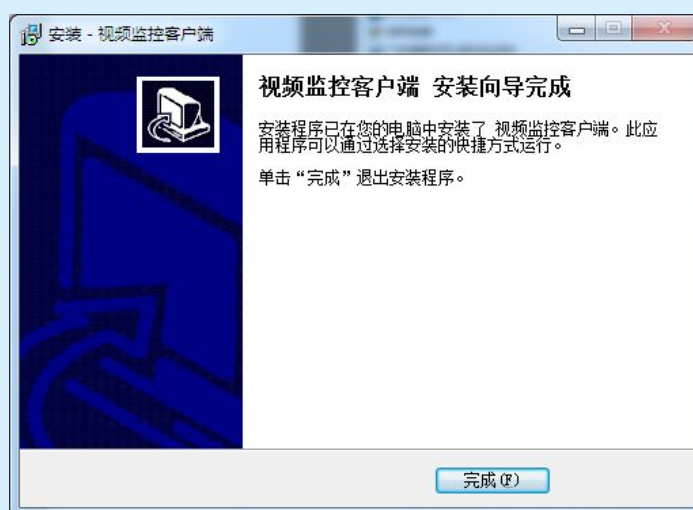 安装 - 视频监控客户端
视频监控客户端 安装向导完成
安装程序已在您的电脑中安装了 视频监控客户端。此应
用程序可以通过选择安装的快捷方式运行。
单击“完成”退出安装程序。
完成(F)